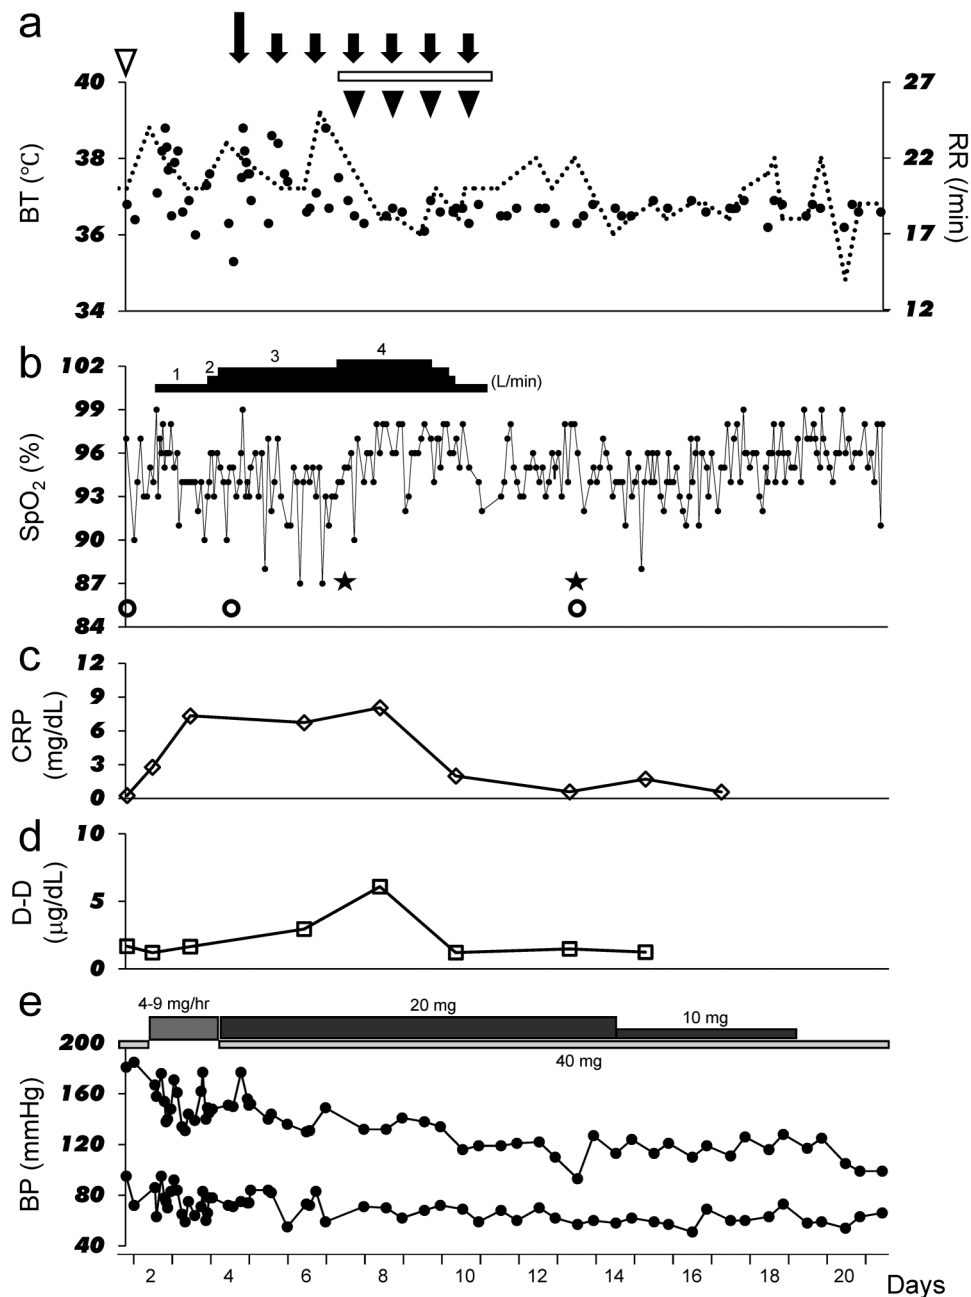 a
40
38
36
34
BT (°C)
27
22
17
12
RR (/min)
b
102
99
96
93
90
87
84
SpO2 (%)
1
2
3
4
(L/min)
c
12
9
6
3
0
CRP
(mg/dL)
d
10
5
0
D-D
(μg/dL)
e
4-9 mg/hr
20 mg
10 mg
40 mg
200
160
120
80
40
BP (mmHg)
2 4 6 8 10 12 14 16 18 20 Days